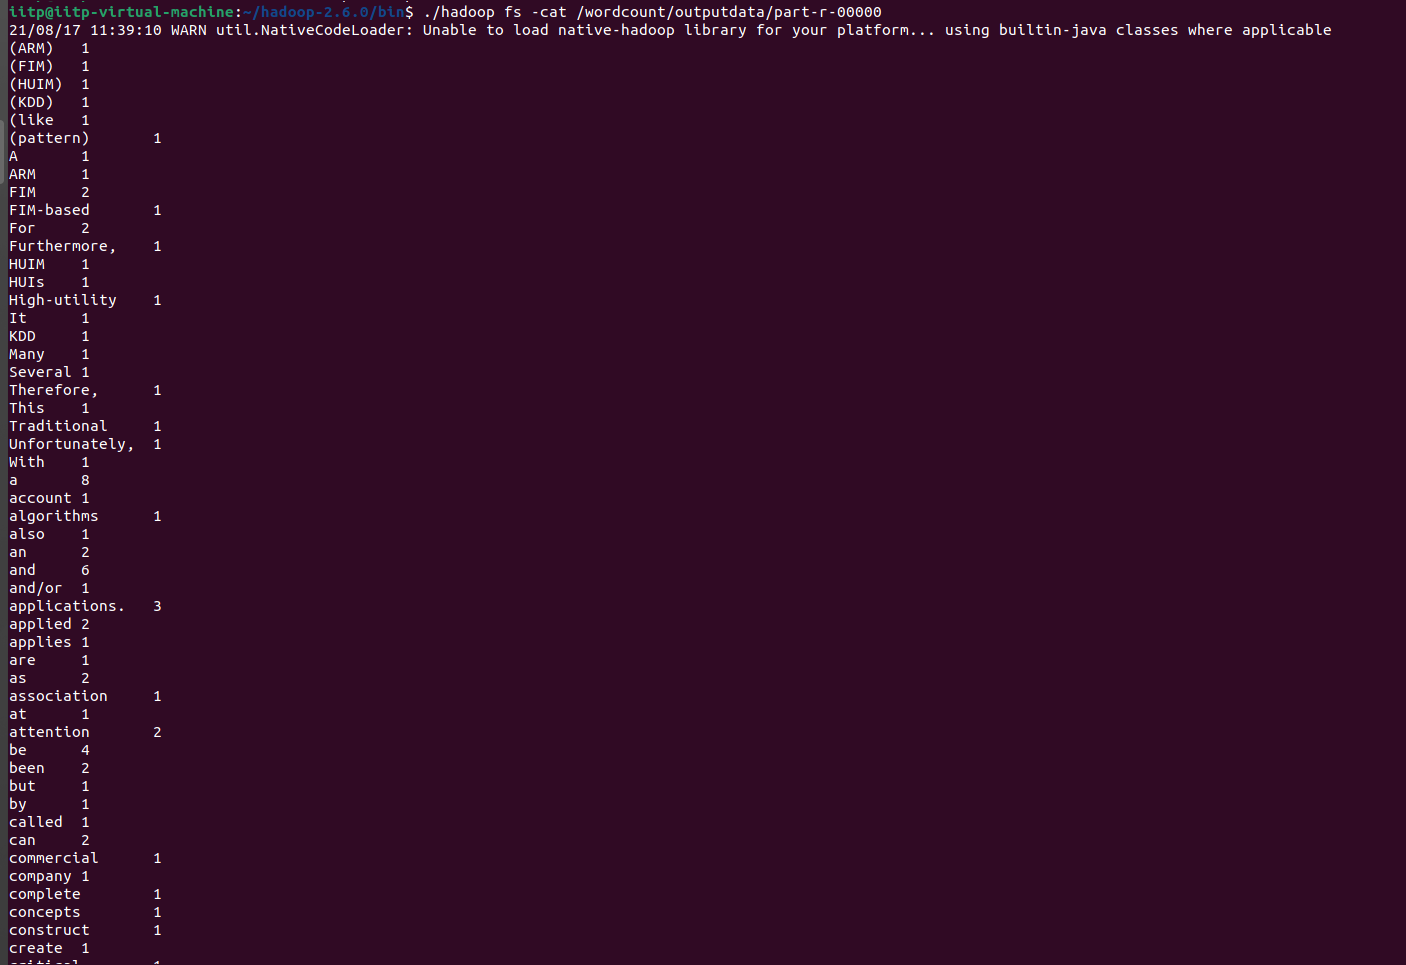 iitp@iitp-virtual-machine:~/hadoop-2.6.0/bin$ ./hadoop fs -cat /wordcount/outputdata/part-r-00000
21/08/17 11:39:10 WARN util.NativeCodeLoader: Unable to load native-hadoop library for your platform... using builtin-java classes where applicable
(ARM)	1
(FIM)	1
(HUIM)	1
(KDD)	1
(like	1
(pattern)	1
A	1
ARM	1
FIM	2
FIM-based	1
For	2
Furthermore,	1
HUIM	1
HUIs	1
High-utility	1
It	1
KDD	1
Many	1
Several	1
Therefore,	1
This	1
Traditional	1
Unfortunately,	1
With	1
a	8
account	1
algorithms	1
also	1
an	2
and	6
and/or	1
applications.	3
applied	2
applies	1
are	1
as	2
association	1
at	1
attention	2
be	4
been	2
but	1
by	1
called	1
can	2
commercial	1
company	1
complete	1
concepts	1
construct	1
create	1